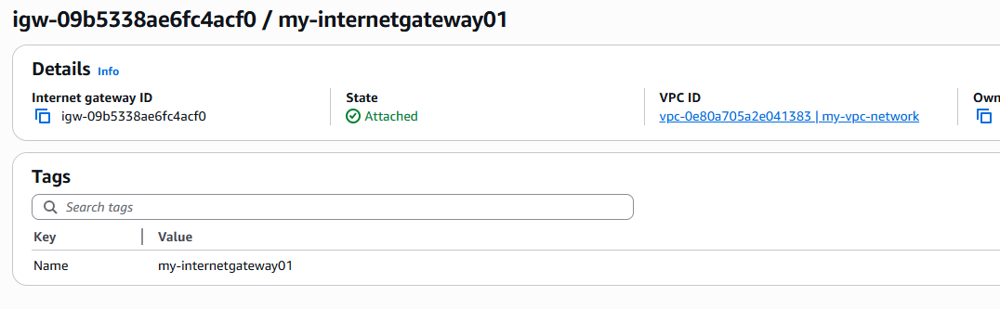 igw-09b5338ae6fc4acf0 / my-internetgateway01
Details Info
Internet gateway ID
igw-09b5338ae6fc4acf0
State
Attached
VPC ID
vpc-0e80a705a2e041383 | my-vpc-network
Own
Tags
Search tags
Key Value
Name my-internetgateway01